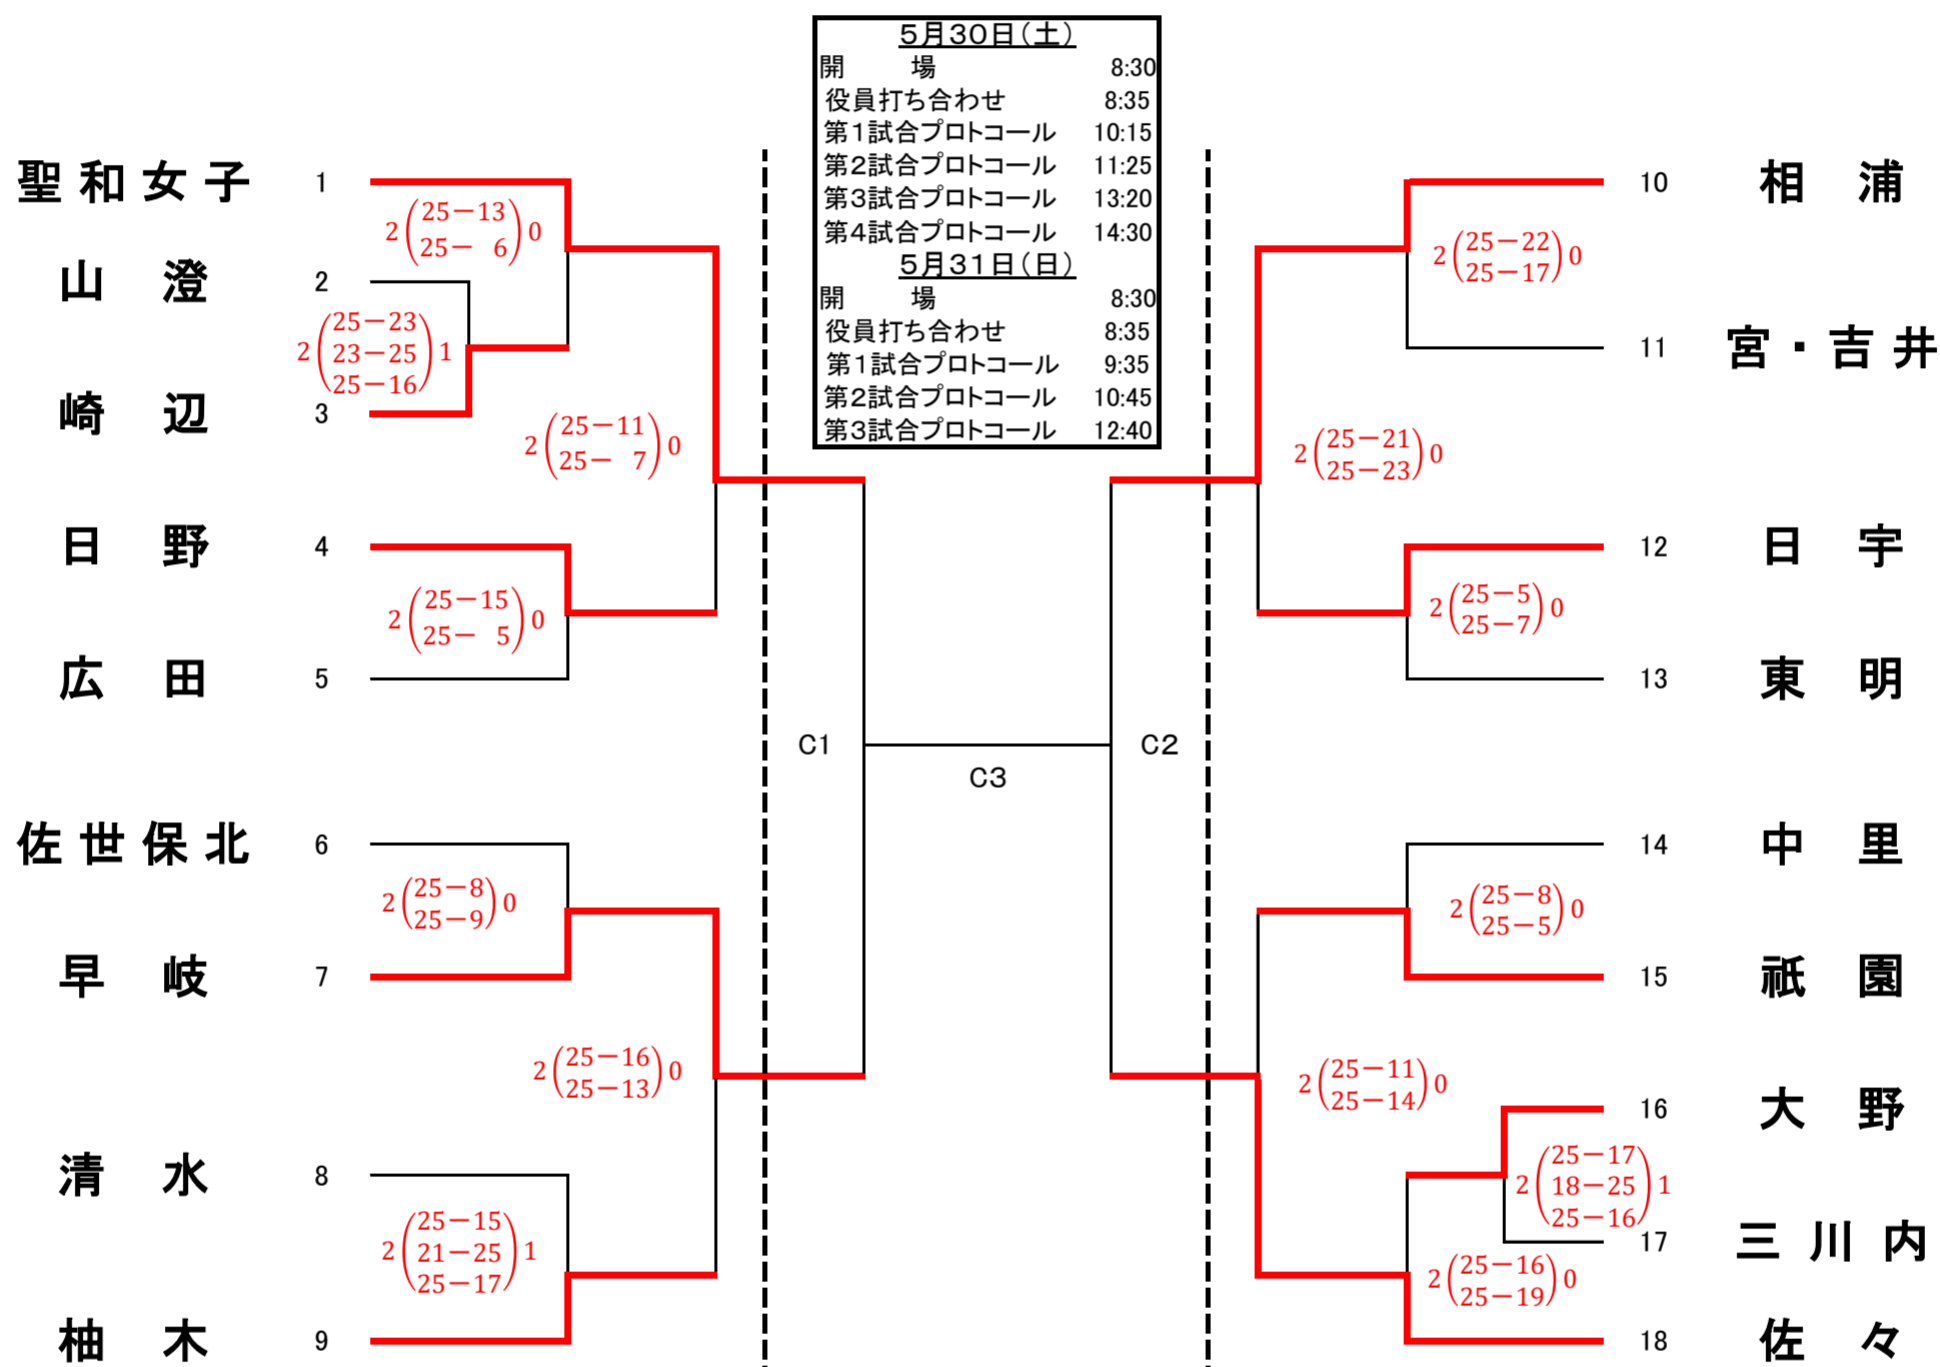 5月30日(土)
開 場 8:30
役員打ち合わせ 8:35
第1試合プロトコール 10:15
第2試合プロトコール 11:25
第3試合プロトコール 13:20
第4試合プロトコール 14:30
5月31日(日)
開 場 8:30
役員打ち合わせ 8:35
第1試合プロトコール 9:35
第2試合プロトコール 10:45
第3試合プロトコール 12:40
聖和女子 1
2(25-13
25- 6)0
山澄 2
2(25-23
23-25
25-16)1
崎辺 3
2(25-11
25- 7)0
日野 4
2(25-15
25- 5)0
広田 5
佐世保北 6
2(25-8
25-9)0
早岐 7
2(25-16
25-13)0
清水 8
2(25-15
21-25
25-17)1
柚木 9
C1
C3
C2
10 相浦
2(25-22
25-17)0
11 宮・吉井
2(25-21
25-23)0
12 日宇
2(25-5
25-7)0
13 東明
14 中里
2(25-8
25-5)0
15 祇園
2(25-11
25-14)0
16 大野
2(25-17
18-25
25-16)1
17 三川内
2(25-16
25-19)0
18 佐々